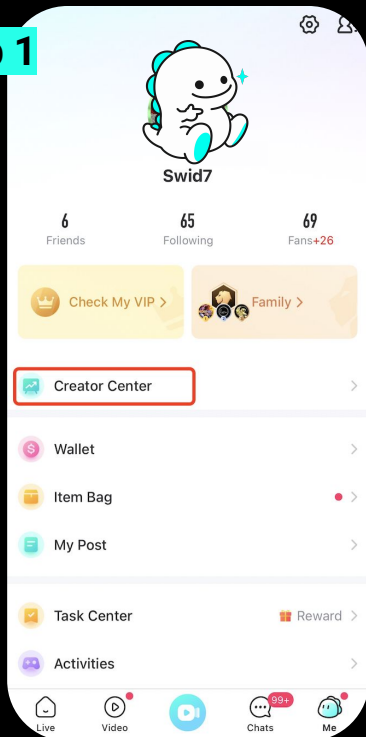 1
Swid7
6 65 69
Friends Following Fans+26
Check My VIP > Family >
Creator Center
Wallet
Item Bag
My Post
Task Center Reward
Activities
99+
Live Video Chats Me